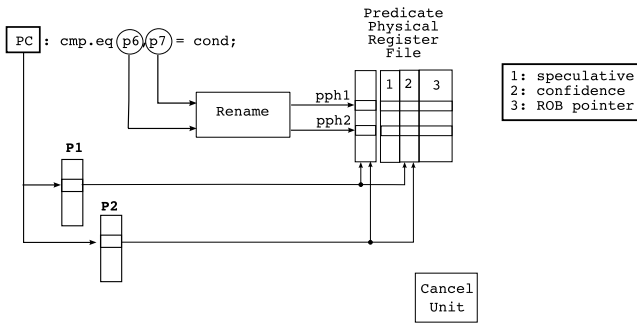 Predicate
Physical
Register
File
PC : cmp.eq p6,p7 = cond;
1 2 3
1: speculative
2: confidence
3: ROB pointer
pph1
Rename
pph2
P1
P2
Cancel
Unit